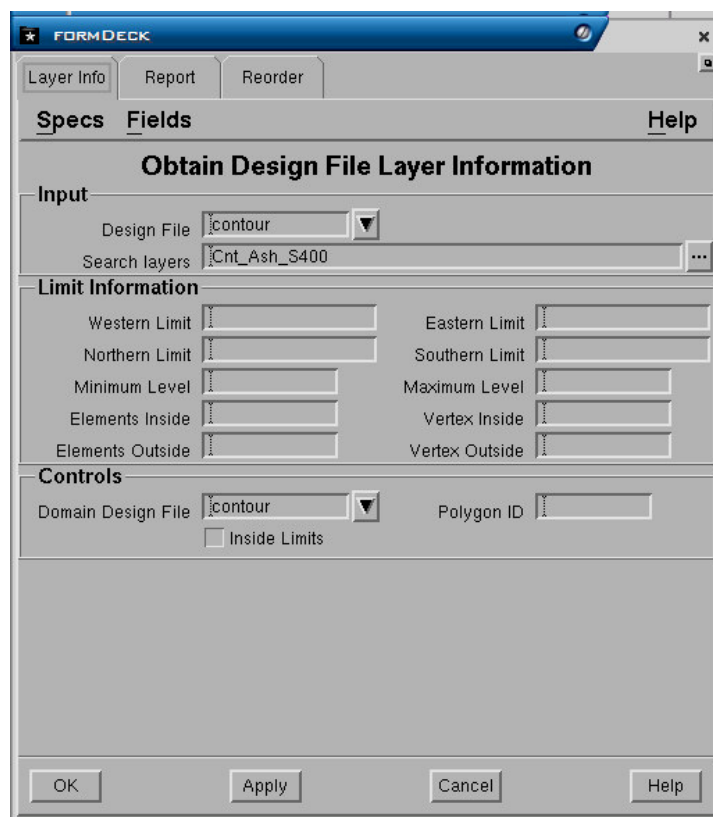 FORMDECK
Layer Info Report Reorder
Specs Fields Help
Obtain Design File Layer Information
Input
Design File contour
Search layers Cnt_Ash_S400 ...
Limit Information
Western Limit Eastern Limit
Northern Limit Southern Limit
Minimum Level Maximum Level
Elements Inside Vertex Inside
Elements Outside Vertex Outside
Controls
Domain Design File contour Polygon ID
Inside Limits
OK Apply Cancel Help